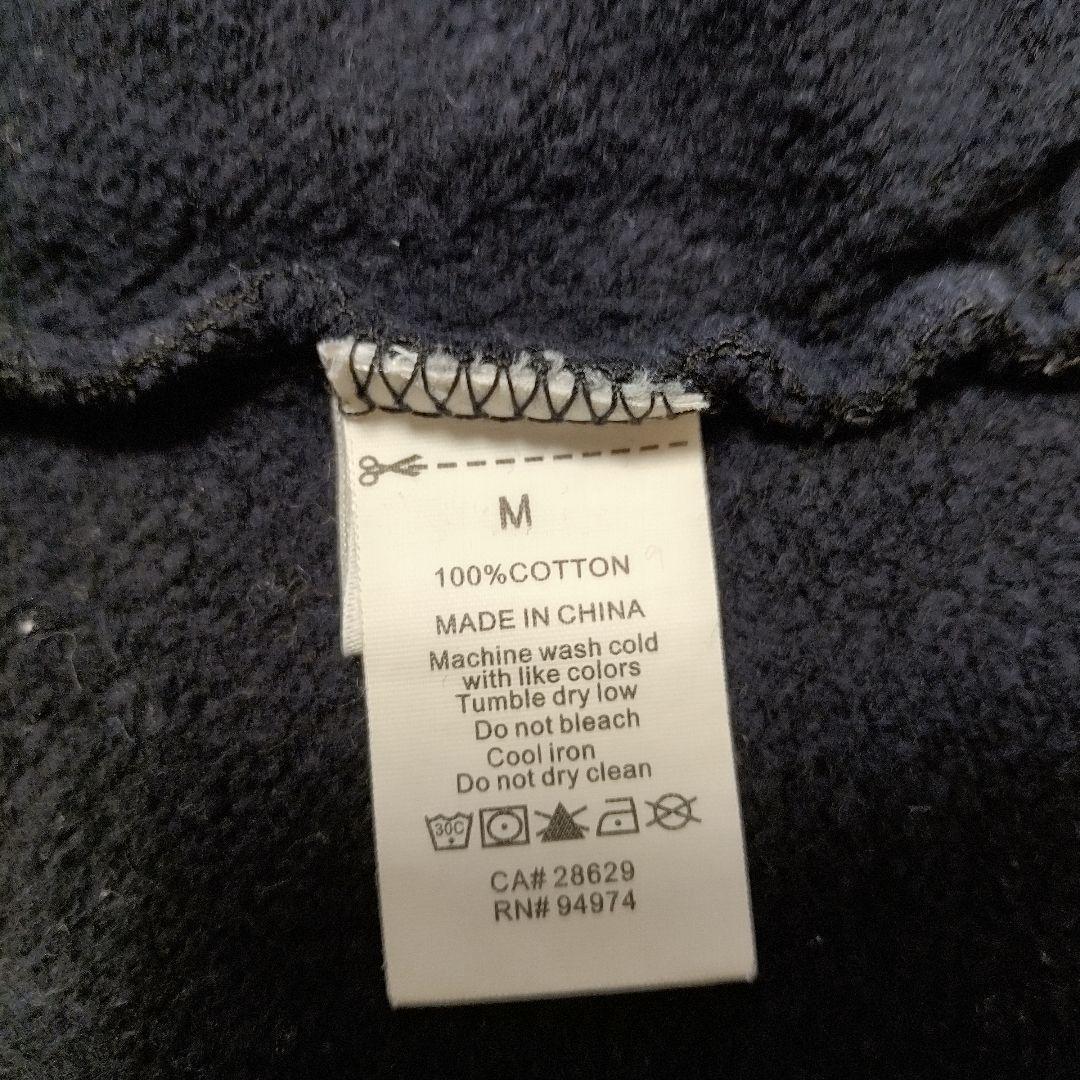 M
100%COTTON
MADE IN CHINA
Machine wash cold
with like colors
Tumble dry low
Do not bleach
Cool iron
Do not dry clean
30C
CA# 28629
RN# 94974